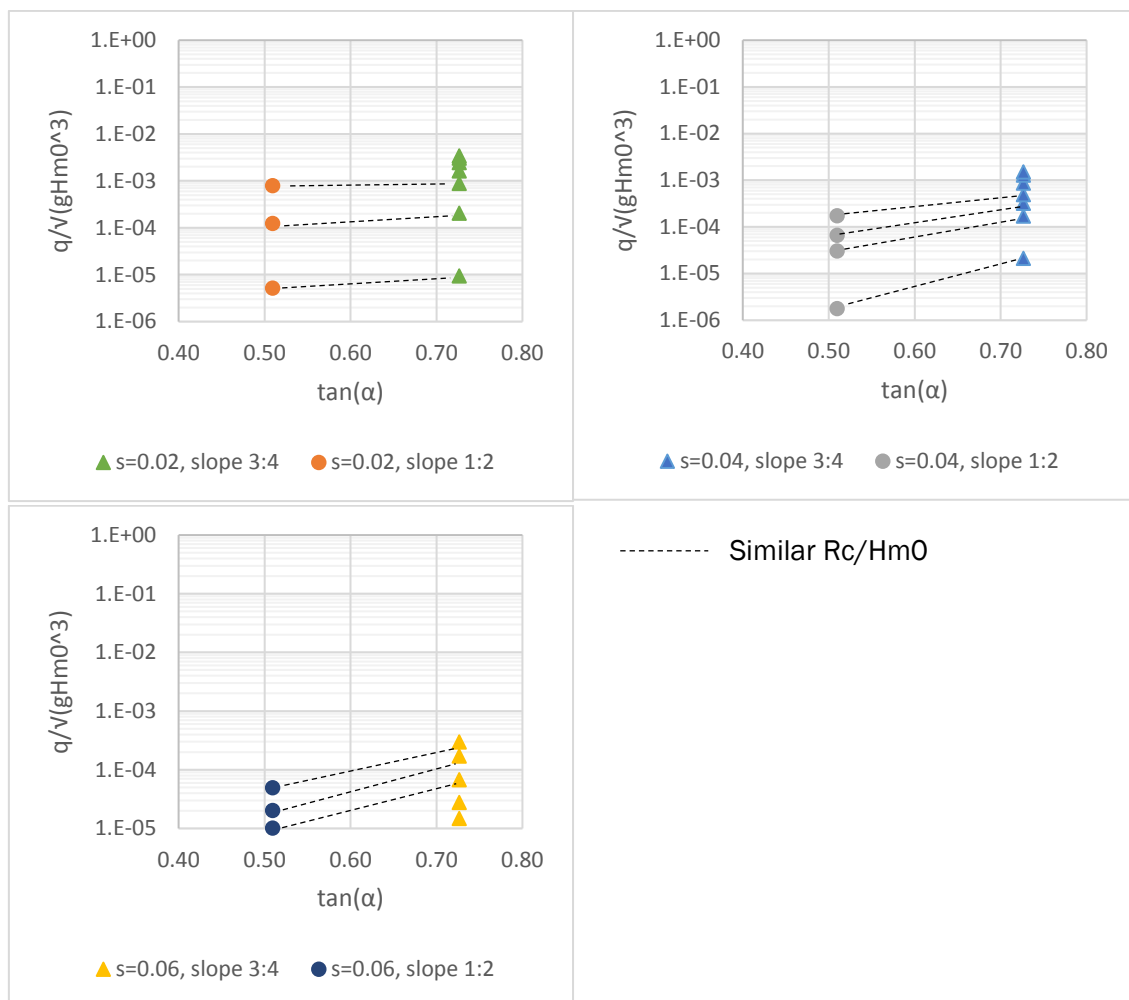 1.E+00
1.E-01
1.E-02
1.E-03
1.E-04
1.E-05
1.E-06
q/√(gHm0^3)
0.40 0.50 0.60 0.70 0.80
tan(α)
s=0.02, slope 3:4 s=0.02, slope 1:2
1.E+00
1.E-01
1.E-02
1.E-03
1.E-04
1.E-05
1.E-06
q/√(gHm0^3)
0.40 0.50 0.60 0.70 0.80
tan(α)
s=0.04, slope 3:4 s=0.04, slope 1:2
1.E+00
1.E-01
1.E-02
1.E-03
1.E-04
1.E-05
q/√(gHm0^3)
0.40 0.50 0.60 0.70 0.80
tan(α)
s=0.06, slope 3:4 s=0.06, slope 1:2
Similar Rc/Hm0